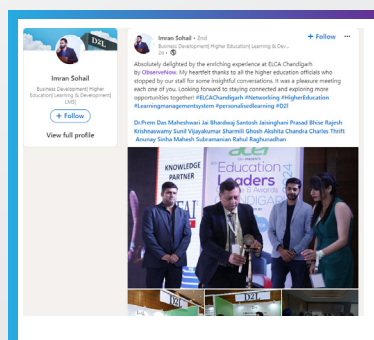 D2L
Imran Sohail
Business Development| Higher
Education| Learning & Development|
LMS|
+ Follow
View full profile
Imran Sohail • 2nd
+ Follow ...
Business Development| Higher Education| Learning & Dev...
2d •
Absolutely delighted by the enriching experience at ELCA Chandigarh
by ObserveNow. My heartfelt thanks to all the higher education officials who
stopped by our stall for some insightful conversations. It was a pleasure meeting
each one of you. Looking forward to staying connected and exploring more
opportunities together! #ELCAChandigarh #Networking #HigherEducation
#Learningmanagementsystem #personalisedlearning #D2l
Dr.Prem Das Maheshwari Jai Bhardwaj Santosh Jaisinghani Prasad Bhise Rajesh
Krishnaswamy Sunil Vijayakumar Sharmili Ghosh Akshita Chandra Charles Thrift
Anunay Sinha Mahesh Subramanian Rahul Raghunadhan
acer
KNOWLEDGE
PARTNER
Education
Leaders
D2L
D2L